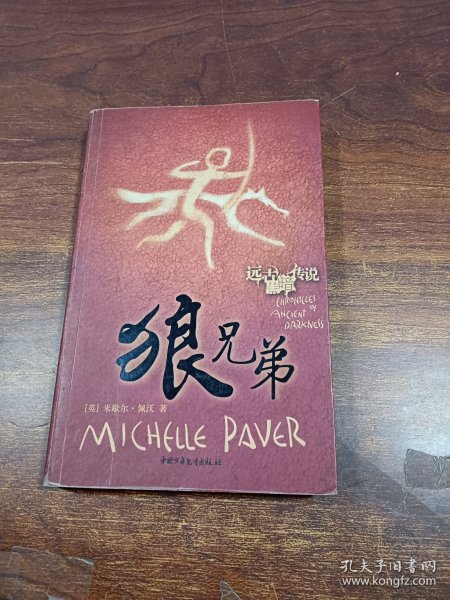 远古
黑暗
传说
CHRONICLES
OF
ANCIENT
DARKNESS
狼兄弟
[英] 米歇尔·佩沃 著
MICHELLE PAVER
中国少年儿童出版社
孔夫子旧书网
www.kongfz.com